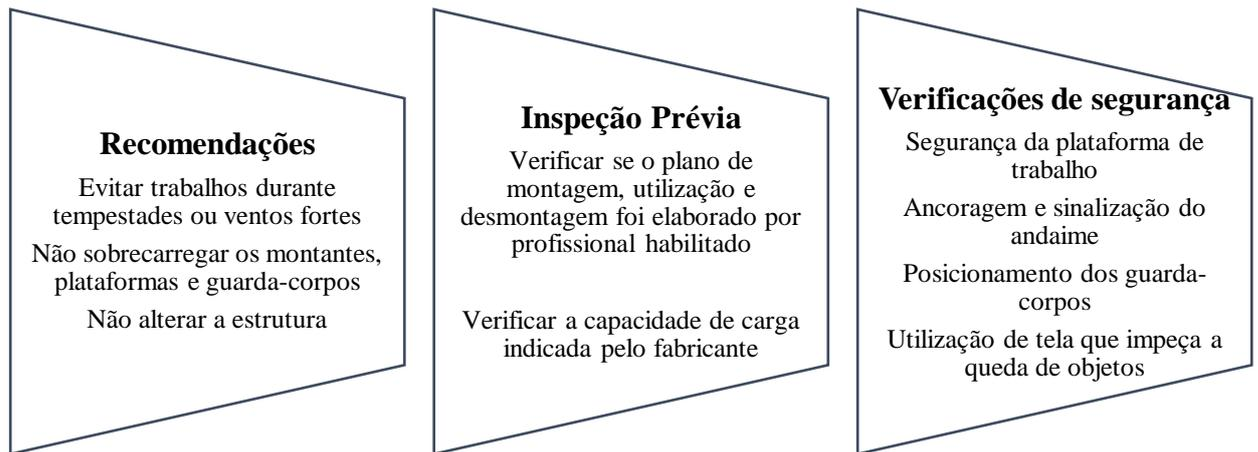 Recomendações
Evitar trabalhos durante
tempestades ou ventos fortes
Não sobrecarregar os montantes,
plataformas e guarda-corpos
Não alterar a estrutura
Inspeção Prévia
Verificar se o plano de
montagem, utilização e
desmontagem foi elaborado por
profissional habilitado
Verificar a capacidade de carga
indicada pelo fabricante
Verificações de segurança
Segurança da plataforma de
trabalho
Ancoragem e sinalização do
andaime
Posicionamento dos guarda-
corpos
Utilização de tela que impeça a
queda de objetos